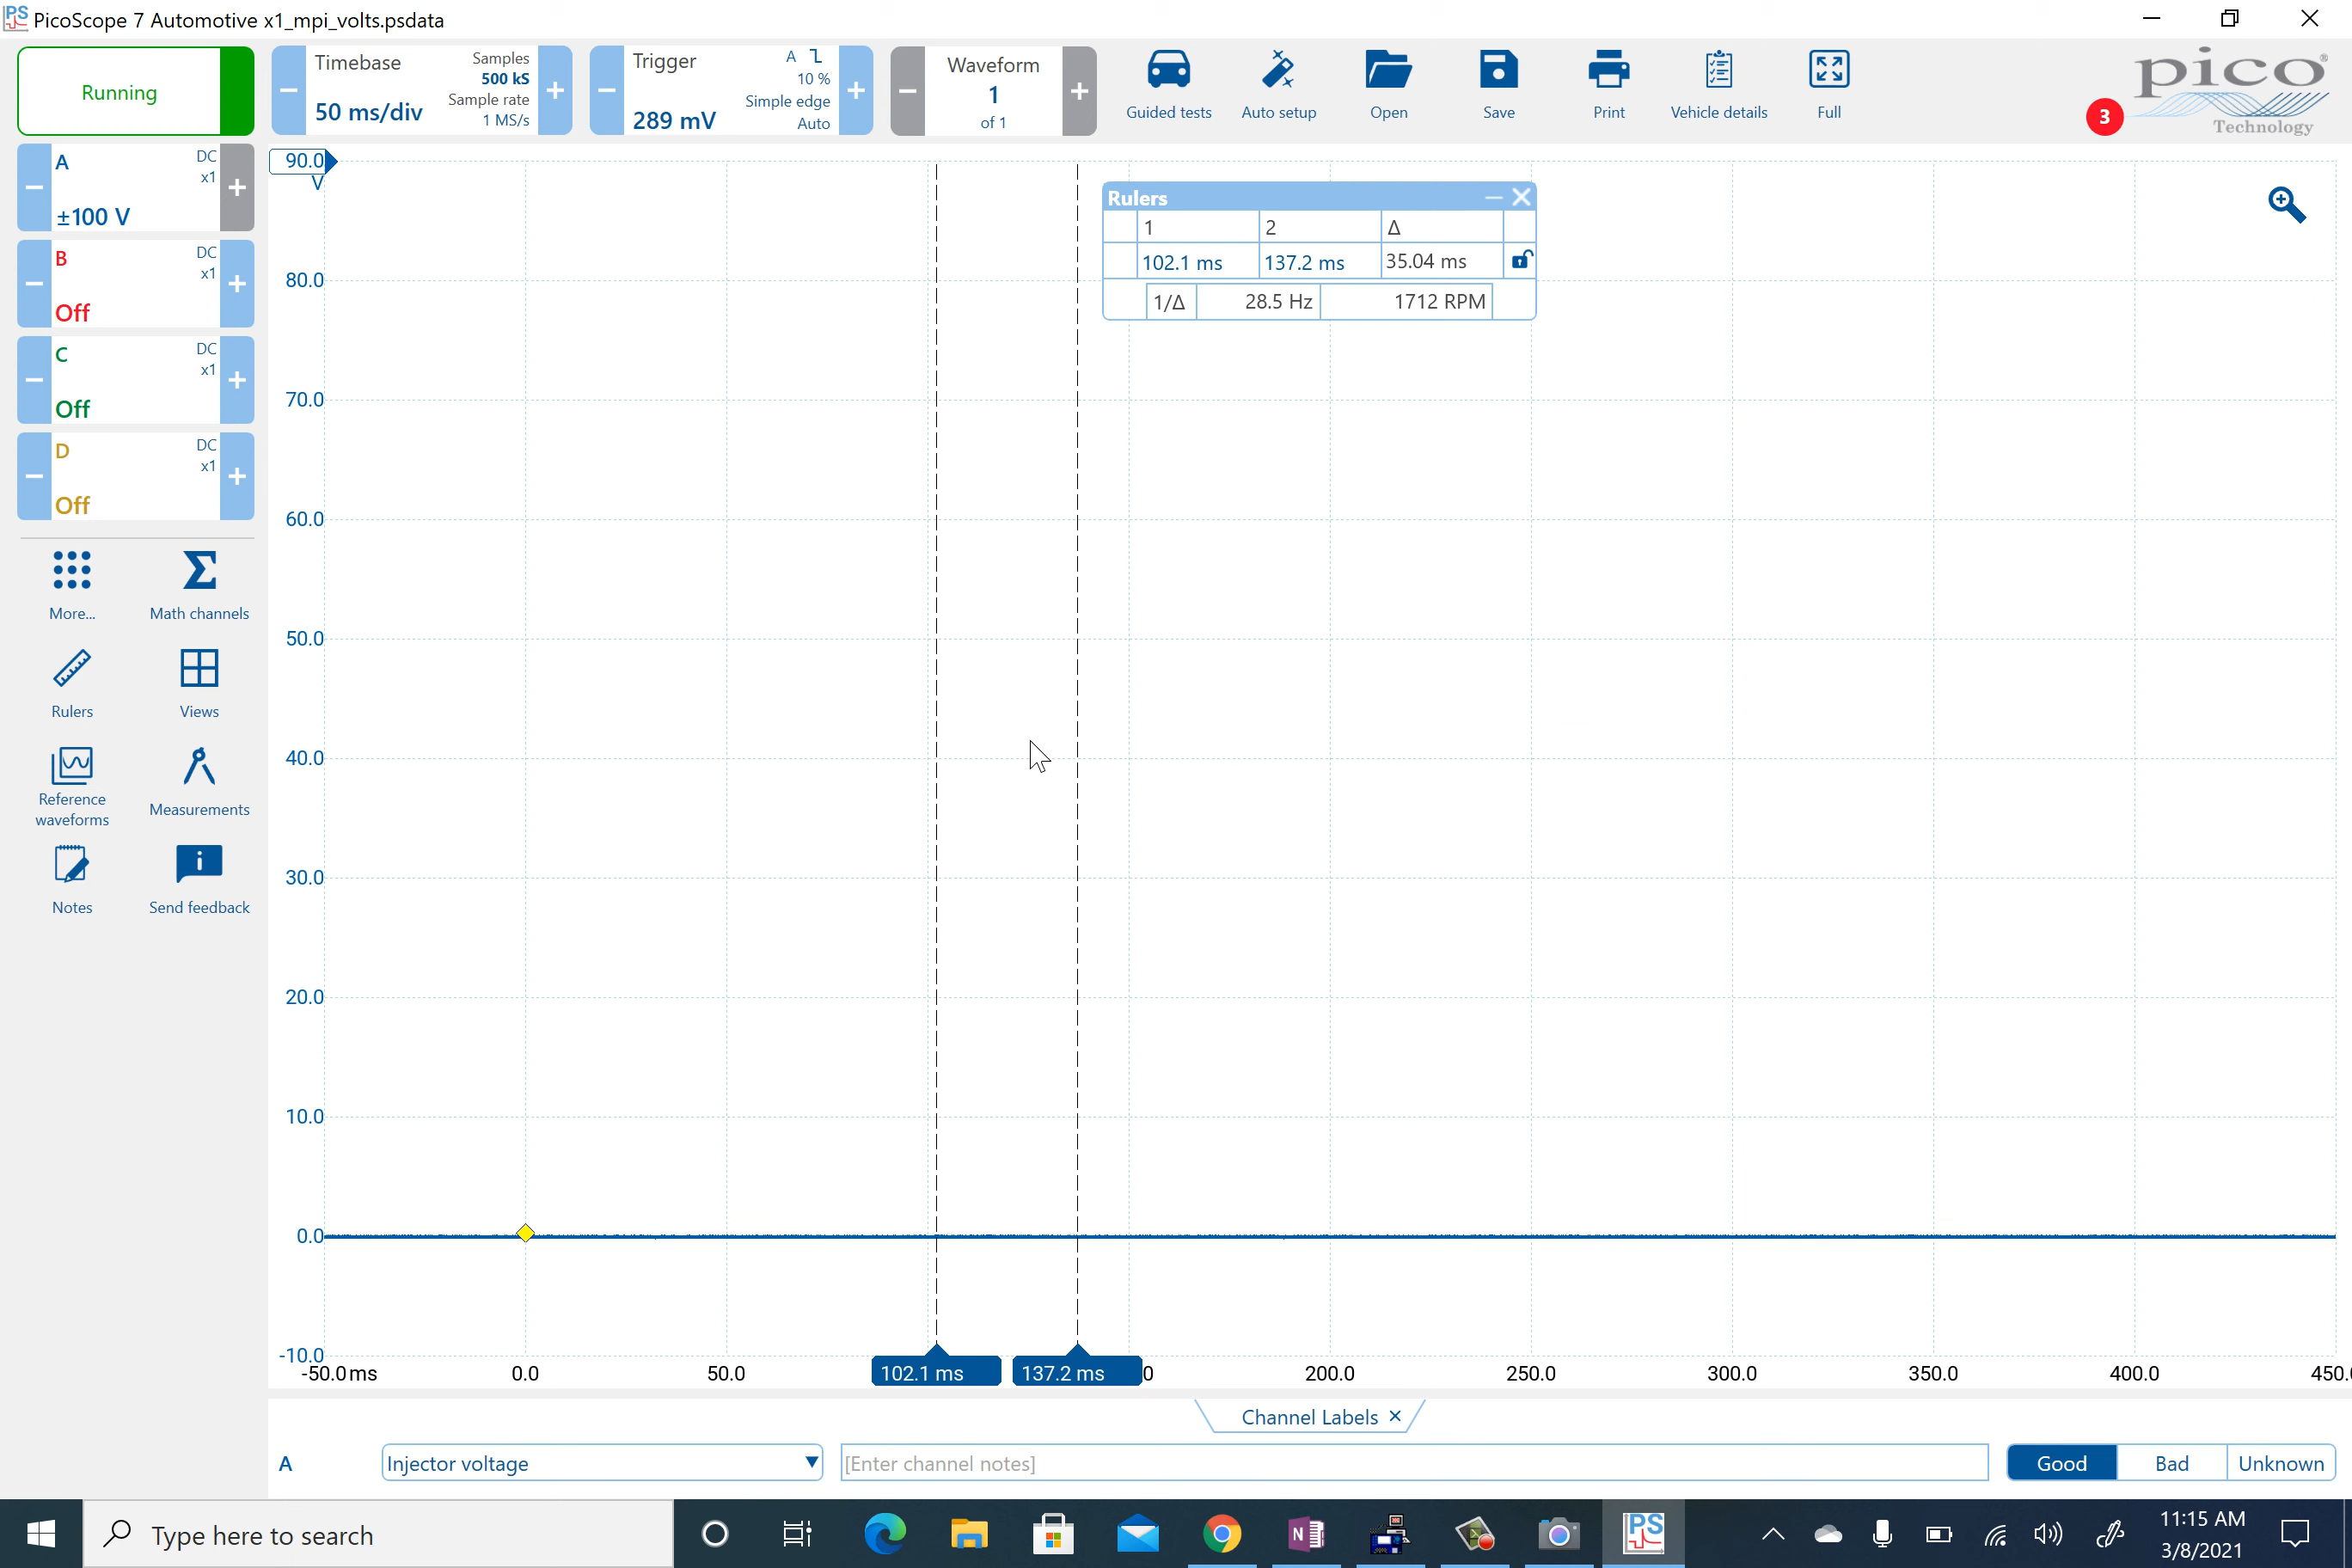 PicoScope 7 Automotive x1_mpi_volts.psdata
Running
Timebase
50 ms/div
Samples
500 kS
Sample rate
1 MS/s
Trigger
289 mV
A
10 %
Simple edge
Auto
Waveform
1
of 1
Guided tests
Auto setup
Open
Save
Print
Vehicle details
Full
3
pico®
Technology
A
DC
x1
±100 V
B
DC
x1
Off
C
DC
x1
Off
D
DC
x1
Off
More...
Math channels
Rulers
Views
Reference
waveforms
Measurements
Notes
Send feedback
90.0
V
80.0
70.0
60.0
50.0
40.0
30.0
20.0
10.0
0.0
-10.0
Rulers
1 2 Δ
102.1 ms 137.2 ms 35.04 ms
1/Δ 28.5 Hz 1712 RPM
-50.0 ms 0.0 50.0 102.1 ms 137.2 ms 0 200.0 250.0 300.0 350.0 400.0 450.
Channel Labels ×
A Injector voltage [Enter channel notes] Good Bad Unknown
Type here to search
PS
N
11:15 AM
3/8/2021